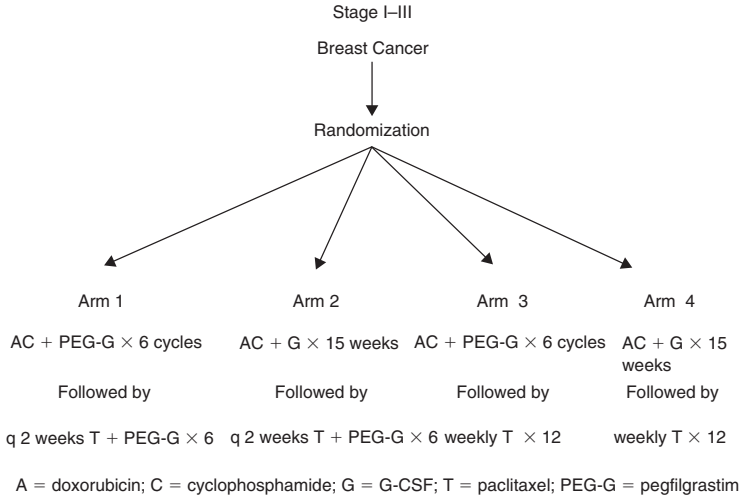 Stage I–III
Breast Cancer
Randomization
Arm 1
AC + PEG-G × 6 cycles
Followed by
q 2 weeks T + PEG-G × 6
Arm 2
AC + G × 15 weeks
Followed by
q 2 weeks T + PEG-G × 6
Arm 3
AC + PEG-G × 6 cycles
Followed by
weekly T × 12
Arm 4
AC + G × 15
weeks
Followed by
weekly T × 12
A = doxorubicin; C = cyclophosphamide; G = G-CSF; T = paclitaxel; PEG-G = pegfilgrastim